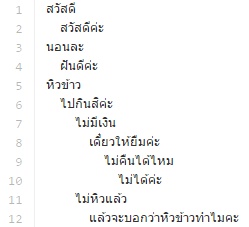 1 สวัสดี
2 สวัสดีค่ะ
3 นอนละ
4 ฝันดีค่ะ
5 หิวข้าว
6 ไปกินสิค่ะ
7 ไม่มีเงิน
8 เดี๋ยวให้ยืมค่ะ
9 ไม่คืนได้ไหม
10 ไม่ได้ค่ะ
11 ไม่หิวแล้ว
12 แล้วจะบอกว่าหิวข้าวทำไมคะ